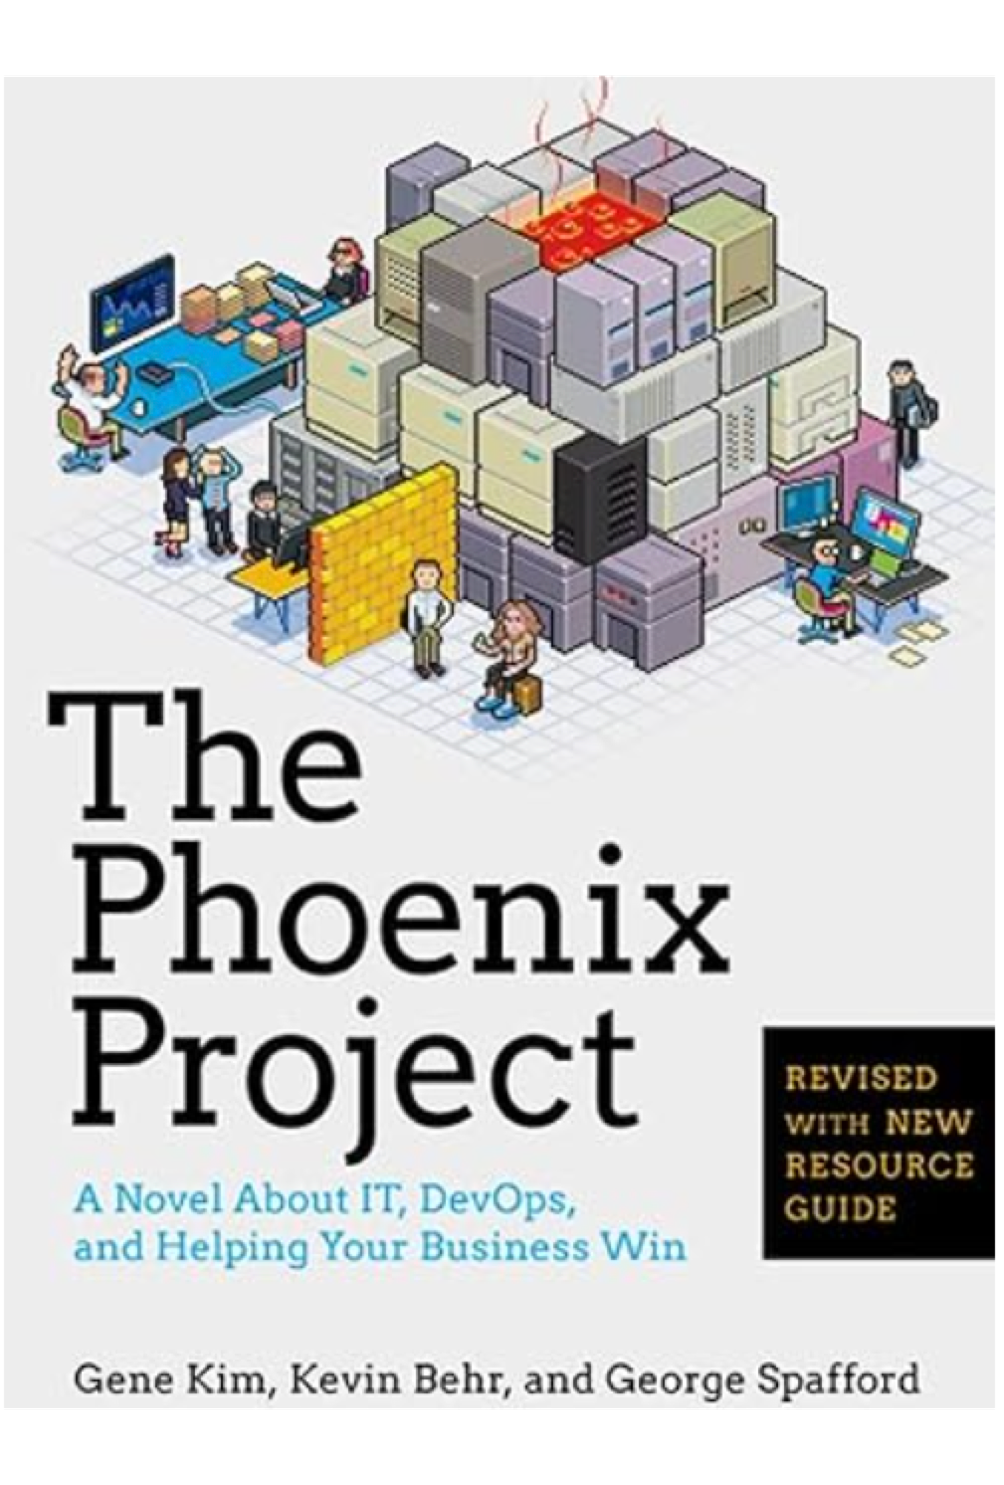 The
Phoenix
Project
A Novel About IT, DevOps,
and Helping Your Business Win
REVISED
WITH NEW
RESOURCE
GUIDE
Gene Kim, Kevin Behr, and George Spafford